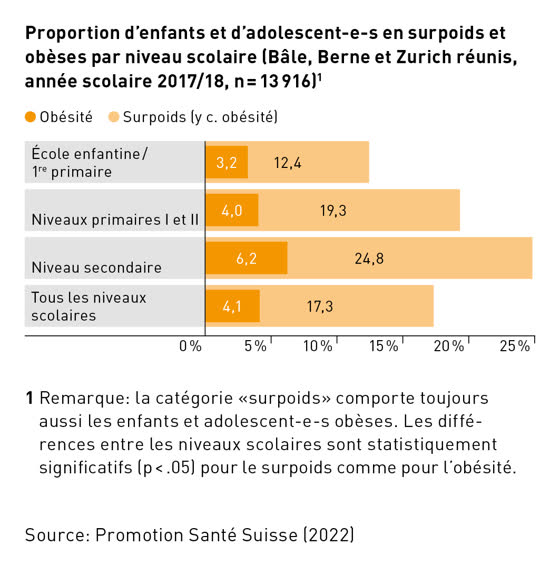 Proportion d’enfants et d’adolescent-e-s en surpoids et
obèses par niveau scolaire (Bâle, Berne et Zurich réunis,
année scolaire 2017/18, n = 13 916)¹
Obésité Surpoids (y c. obésité)
École enfantine/
1re primaire
3,2 12,4
Niveaux primaires I et II 4,0 19,3
Niveau secondaire 6,2 24,8
Tous les niveaux
scolaires
4,1 17,3
0 % 5 % 10 % 15 % 20 % 25 %
1 Remarque: la catégorie «surpoids» comporte toujours
aussi les enfants et adolescent-e-s obèses. Les diffé-
rences entre les niveaux scolaires sont statistiquement
significatifs (p < .05) pour le surpoids comme pour l’obésité.
Source: Promotion Santé Suisse (2022)